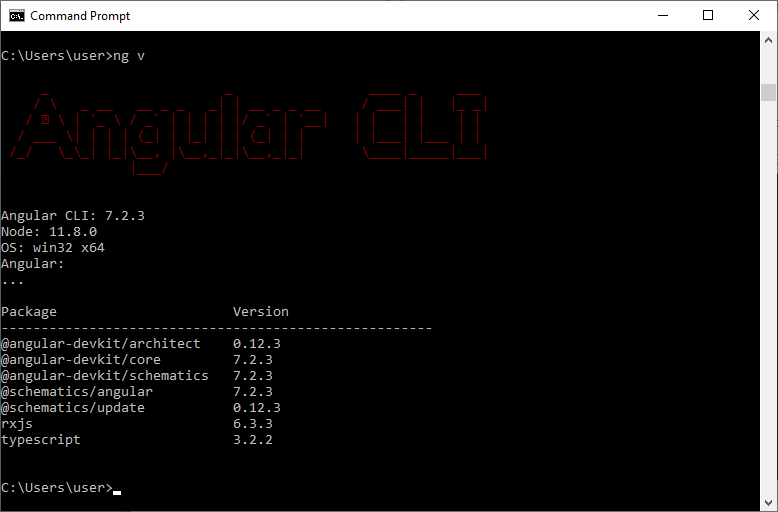 Command Prompt
C:\Users\user>ng v
Angular CLI
Angular CLI: 7.2.3
Node: 11.8.0
OS: win32 x64
Angular:
...
Package Version
------------------------------------------------------
@angular-devkit/architect 0.12.3
@angular-devkit/core 7.2.3
@angular-devkit/schematics 7.2.3
@schematics/angular 7.2.3
@schematics/update 0.12.3
rxjs 6.3.3
typescript 3.2.2
C:\Users\user>